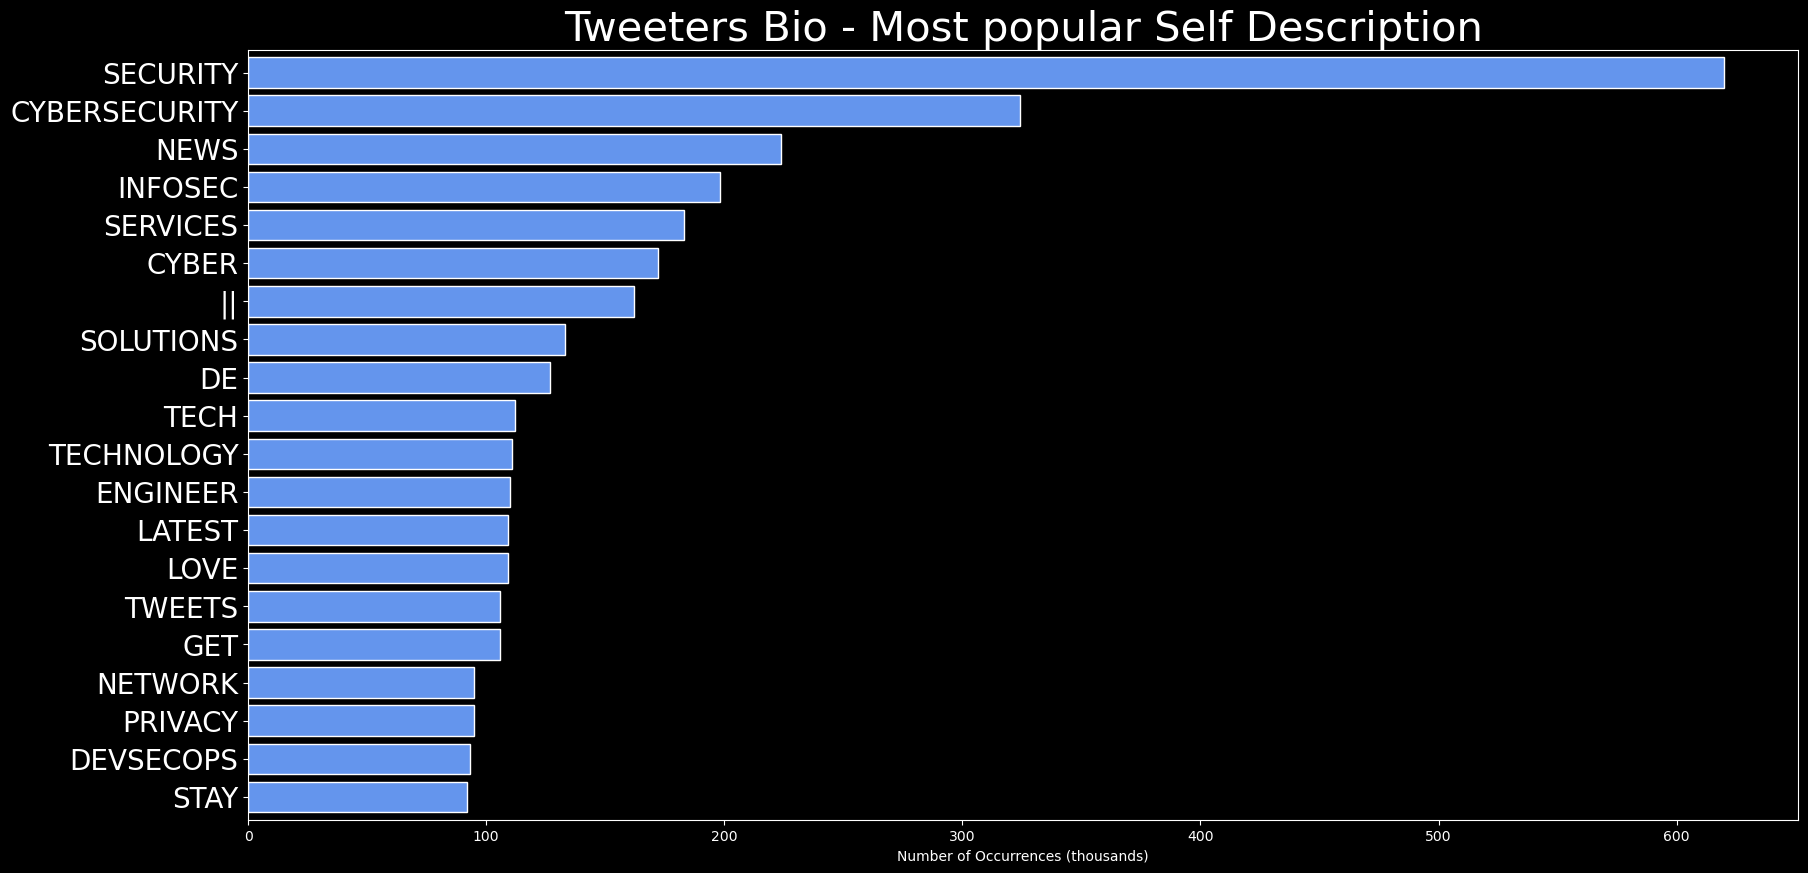 Tweeters Bio - Most popular Self Description
SECURITY
CYBERSECURITY
NEWS
INFOSEC
SERVICES
CYBER
||
SOLUTIONS
DE
TECH
TECHNOLOGY
ENGINEER
LATEST
LOVE
TWEETS
GET
NETWORK
PRIVACY
DEVSECOPS
STAY
0 100 200 300 400 500 600
Number of Occurrences (thousands)